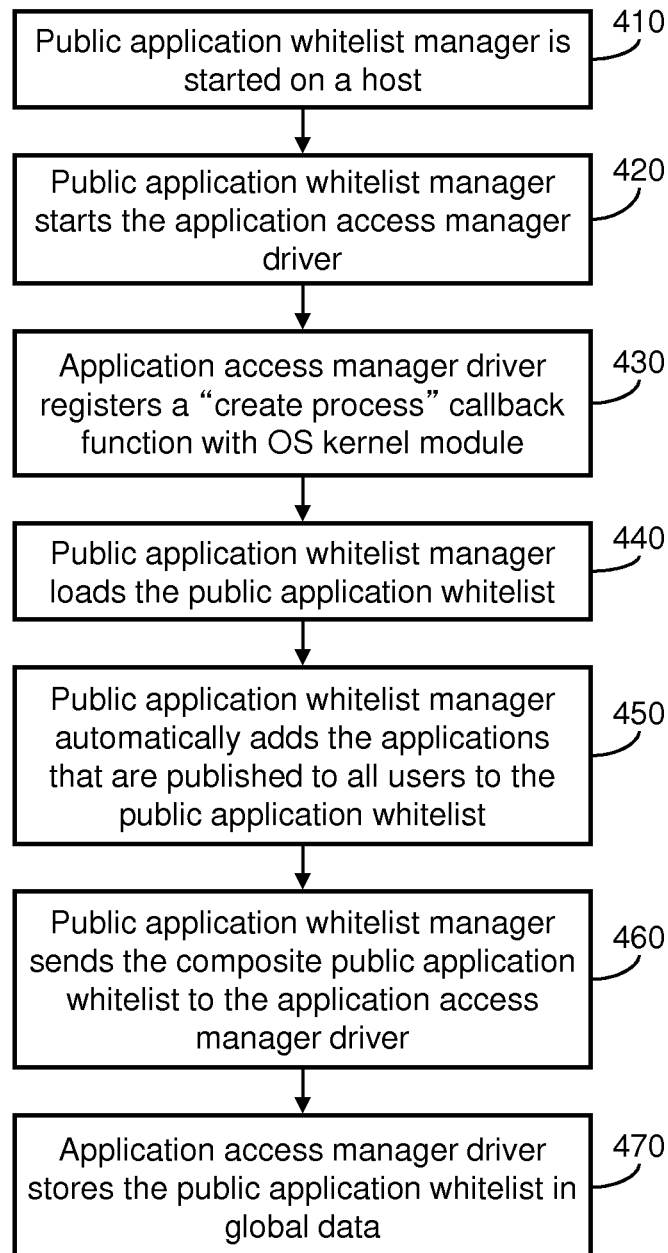 Public application whitelist manager is
started on a host
410
Public application whitelist manager
starts the application access manager
driver
420
Application access manager driver
registers a “create process” callback
function with OS kernel module
430
Public application whitelist manager
loads the public application whitelist
440
Public application whitelist manager
automatically adds the applications
that are published to all users to the
public application whitelist
450
Public application whitelist manager
sends the composite public application
whitelist to the application access
manager driver
460
Application access manager driver
stores the public application whitelist in
global data
470